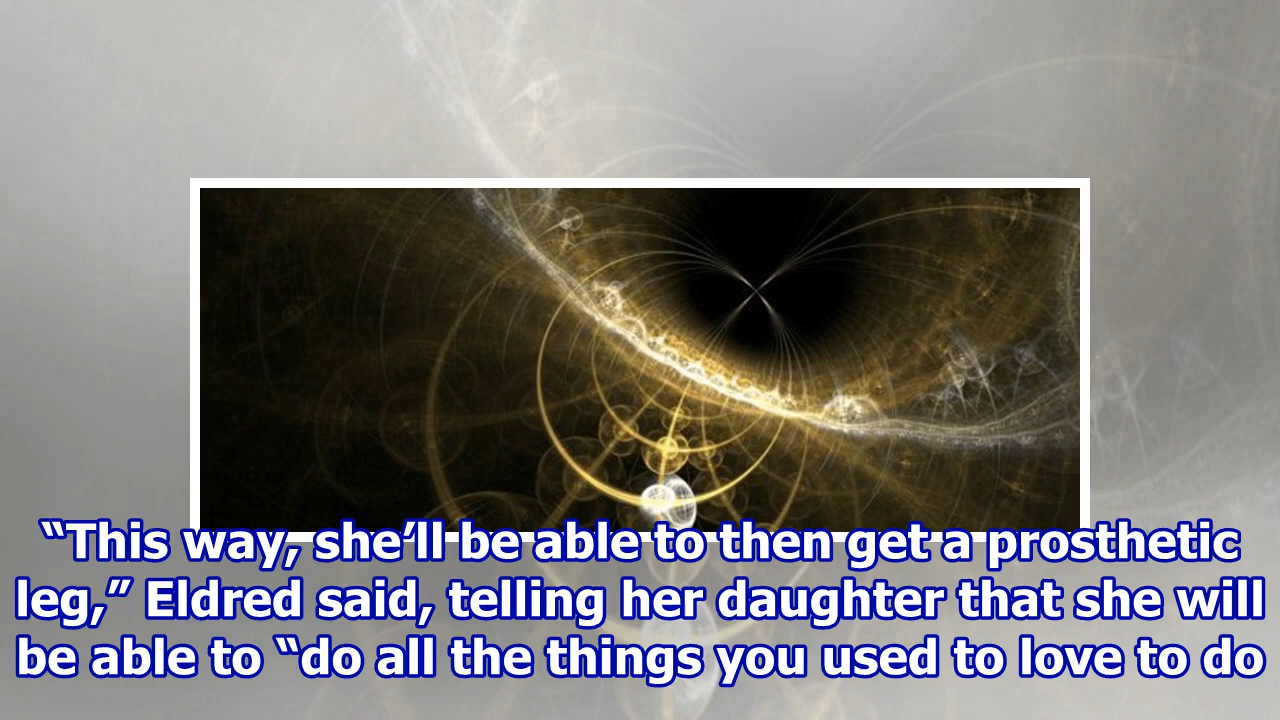 “This way, she’ll be able to then get a prosthetic
leg,” Eldred said, telling her daughter that she will
be able to “do all the things you used to love to do